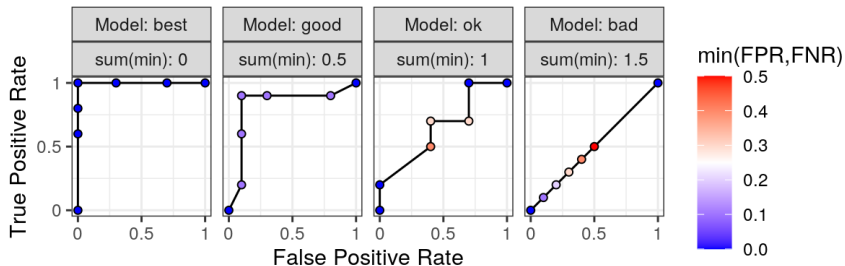 Model: best
Model: good
Model: ok
Model: bad
sum(min): 0
sum(min): 0.5
sum(min): 1
sum(min): 1.5
True Positive Rate
1
0.5
0
0
0.5
1
0
0.5
1
0
0.5
1
0
0.5
1
False Positive Rate
min(FPR,FNR)
0.5
0.4
0.3
0.2
0.1
0.0